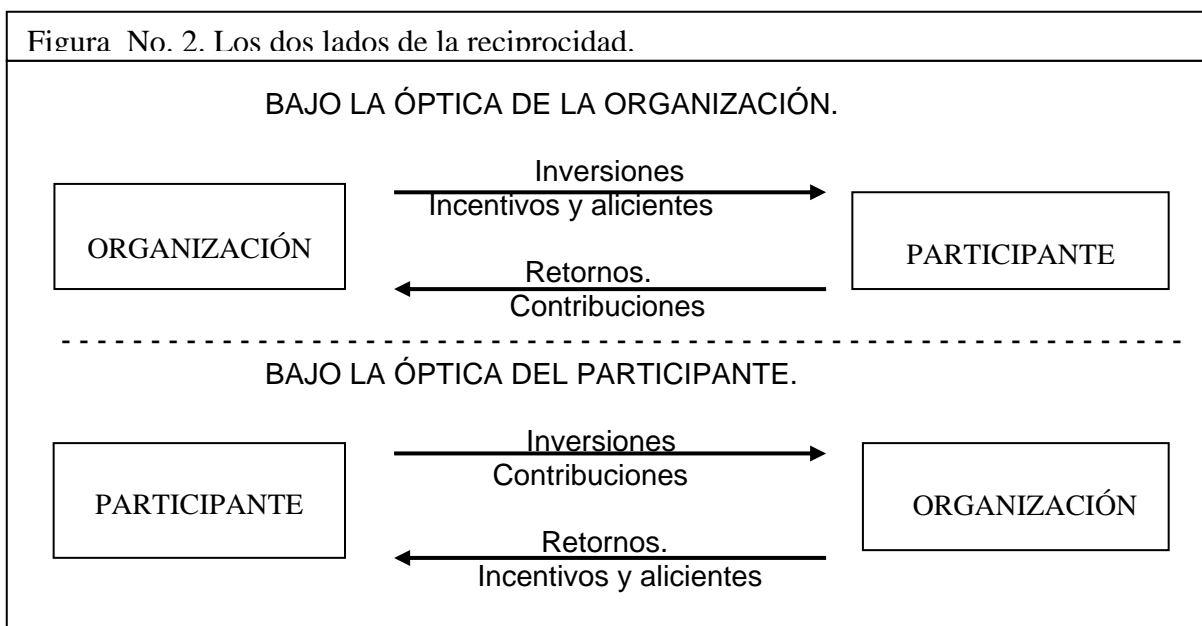 Figura No. 2. Los dos lados de la reciprocidad.
BAJO LA ÓPTICA DE LA ORGANIZACIÓN.
Inversiones
Incentivos y alicientes
ORGANIZACIÓN
PARTICIPANTE
Retornos.
Contribuciones
BAJO LA ÓPTICA DEL PARTICIPANTE.
Inversiones
Contribuciones
PARTICIPANTE
ORGANIZACIÓN
Retornos.
Incentivos y alicientes